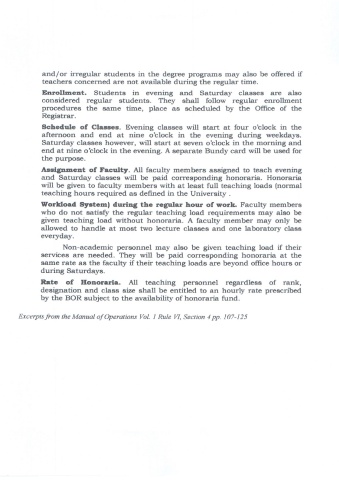 and/or irregular students in the degree programs may also be offered if
teachers concerned are not available during the regular time.
Enrollment. Students in evening and Saturday classes are also
considered regular students. They shall follow regular enrollment
procedures the same time, place as scheduled by the Office of the
Registrar.
Schedule of Classes. Evening classes will start at four o'clock in the
afternoon and end at nine o'clock in the evening during weekdays.
Saturday classes however, will start at seven o'clock in the morning and
end at nine o'clock in the evening. A separate Bundy card will be used for
the purpose.
Assignment of Faculty. All faculty members assigned to teach evening
and Saturday classes will be paid corresponding honoraria. Honoraria
will be given to faculty members with at least full teaching loads (normal
teaching hours required as defined in the University .
Workload System) during the regular hour of work. Faculty members
who do not satisfy the regular teaching load requirements may also be
given teaching load without honoraria. A faculty member may only be
allowed to handle at most two lecture classes and one laboratory class
everyday.
Non-academic personnel may also be given teaching load if their
services are needed. They will be paid corresponding honoraria at the
same rate as the faculty if their teaching loads are beyond office hours or
during Saturdays.
Rate of Honoraria. All teaching personnel regardless of rank,
designation and class size shall be entitled to an hourly rate prescribed
by the BOR subject to the availability of honoraria fund.
Excerpts from the Manual of Operations Vol. 1 Rule VI, Section 4 pp. 107-125